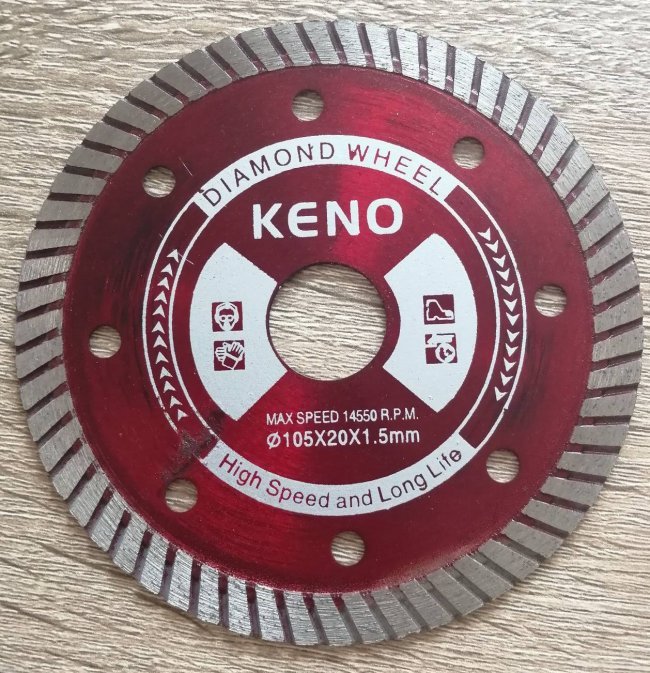 DIAMOND WHEEL
KENO
MAX SPEED 14550 R.P.M.
Ø105X20X1.5mm
High Speed and Long Life